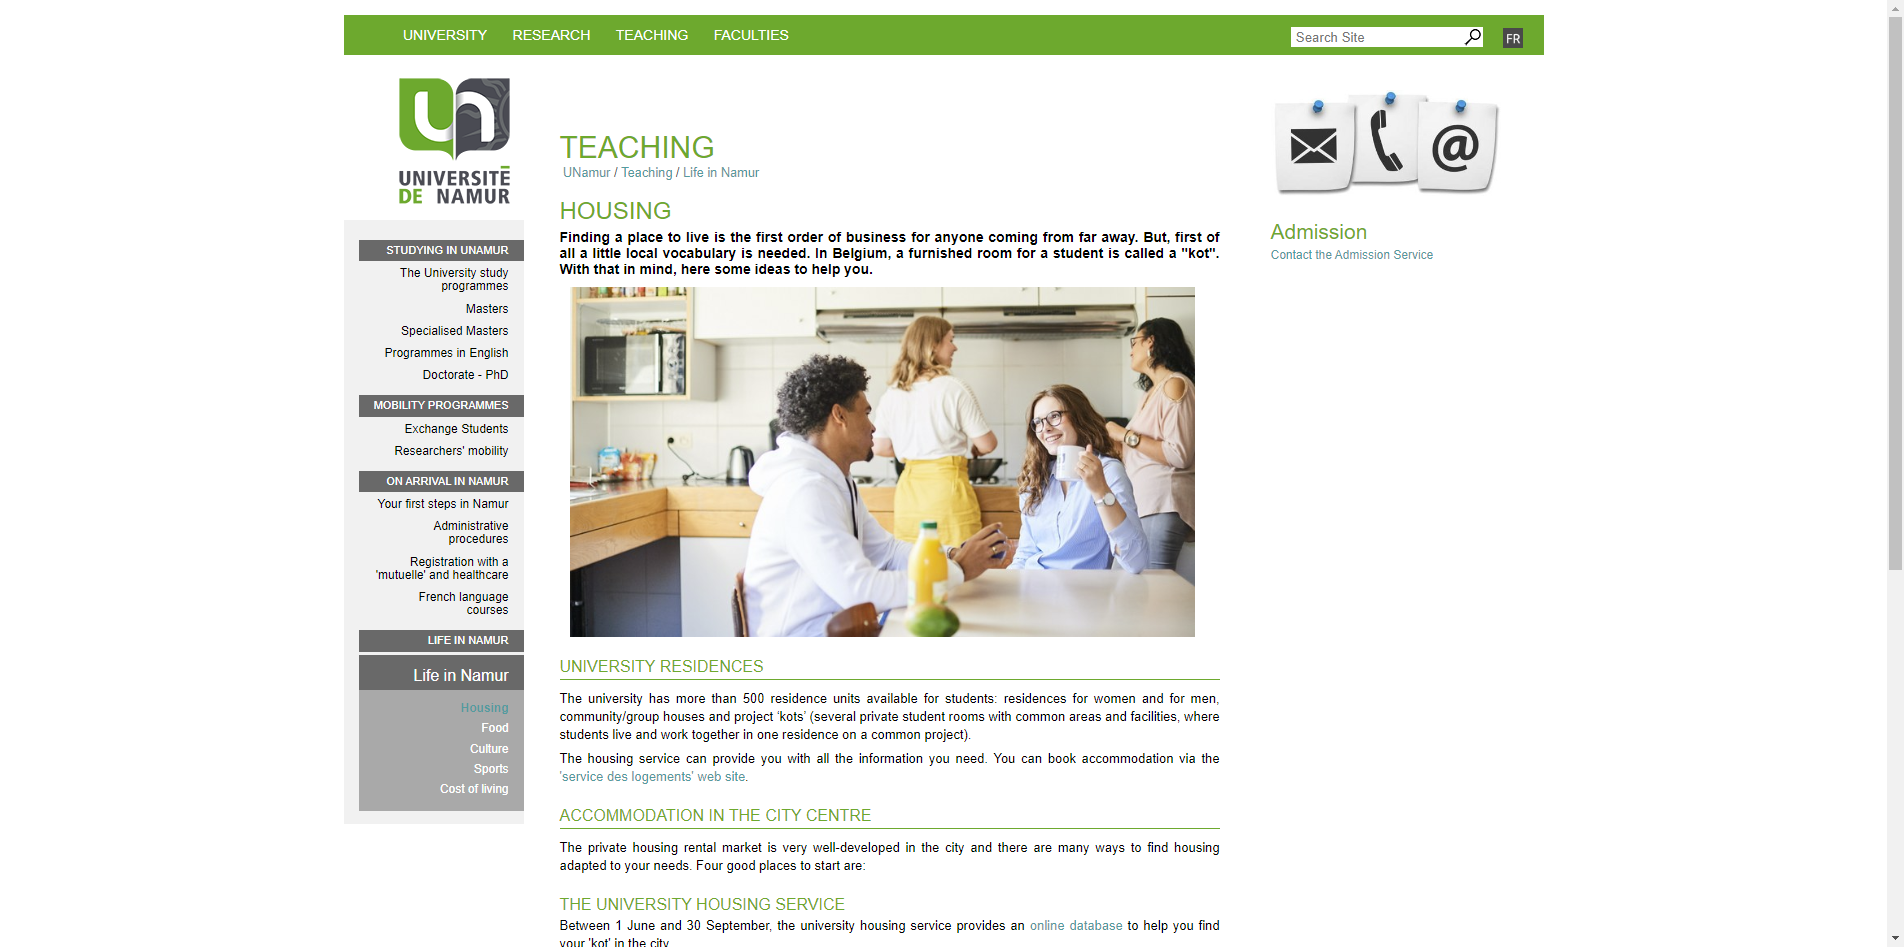 UNIVERSITY RESEARCH TEACHING FACULTIES
Search Site
FR
UNIVERSITÉ
DE NAMUR
TEACHING
UNamur / Teaching / Life in Namur
STUDYING IN UNAMUR
The University study
programmes
Masters
Specialised Masters
Programmes in English
Doctorate - PhD
MOBILITY PROGRAMMES
Exchange Students
Researchers' mobility
ON ARRIVAL IN NAMUR
Your first steps in Namur
Administrative
procedures
Registration with a
'mutuelle' and healthcare
French language
courses
LIFE IN NAMUR
Life in Namur
Housing
Food
Culture
Sports
Cost of living
HOUSING
Finding a place to live is the first order of business for anyone coming from far away. But, first of
all a little local vocabulary is needed. In Belgium, a furnished room for a student is called a "kot".
With that in mind, here some ideas to help you.
UNIVERSITY RESIDENCES
The university has more than 500 residence units available for students: residences for women and for men,
community/group houses and project ‘kots’ (several private student rooms with common areas and facilities, where
students live and work together in one residence on a common project).
The housing service can provide you with all the information you need. You can book accommodation via the
'service des logements' web site.
ACCOMMODATION IN THE CITY CENTRE
The private housing rental market is very well-developed in the city and there are many ways to find housing
adapted to your needs. Four good places to start are:
THE UNIVERSITY HOUSING SERVICE
Between 1 June and 30 September, the university housing service provides an online database to help you find
your 'kot' in the city.
@
Admission
Contact the Admission Service